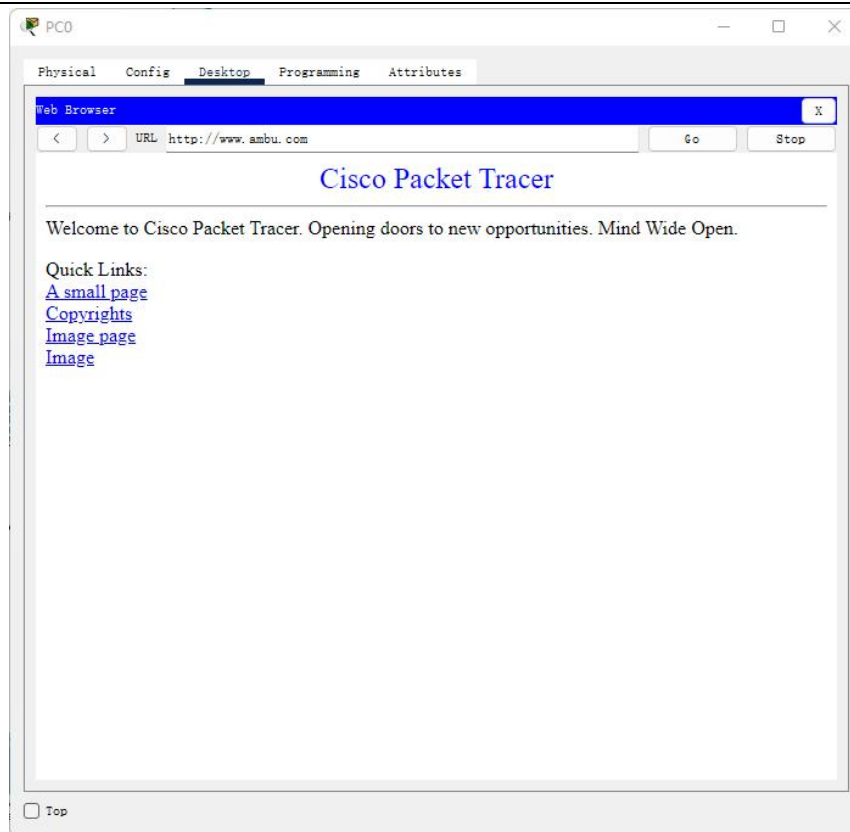 PC0
Physical Config Desktop Programming Attributes
Web Browser X
< > URL http://www.ambu.com Go Stop
Cisco Packet Tracer
Welcome to Cisco Packet Tracer. Opening doors to new opportunities. Mind Wide Open.
Quick Links:
A small page
Copyrights
Image page
Image
Top